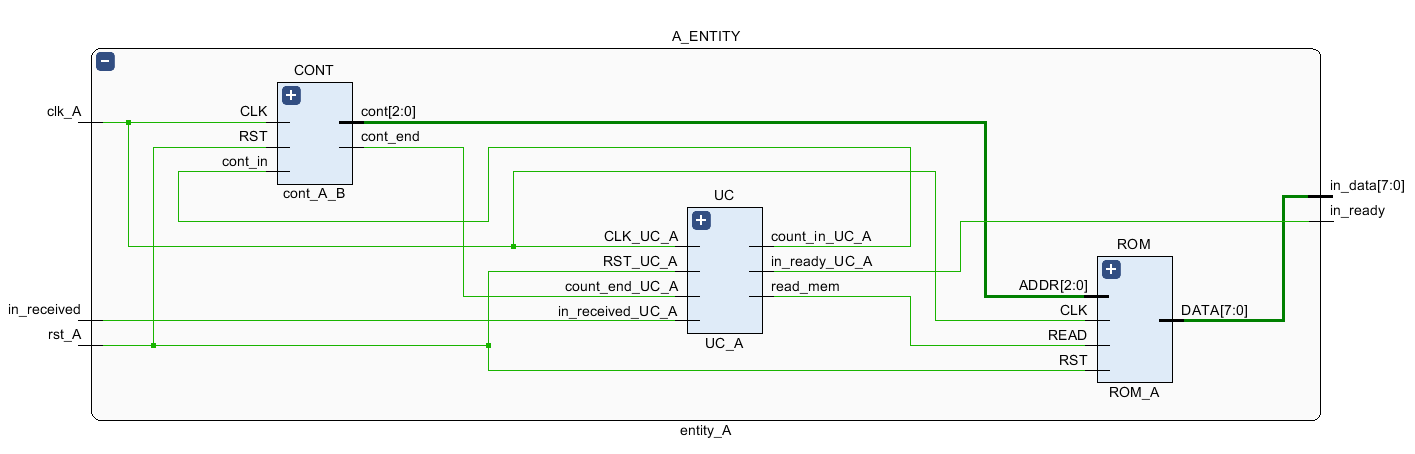 A_ENTITY
CONT
clk_A
CLK
cont[2:0]
RST
cont_end
cont_in
cont_A_B
UC
CLK_UC_A
count_in_UC_A
RST_UC_A
in_ready_UC_A
count_end_UC_A
read_mem
in_received_UC_A
UC_A
in_received
rst_A
ROM
ADDR[2:0]
CLK
DATA[7:0]
READ
RST
ROM_A
in_data[7:0]
in_ready
entity_A